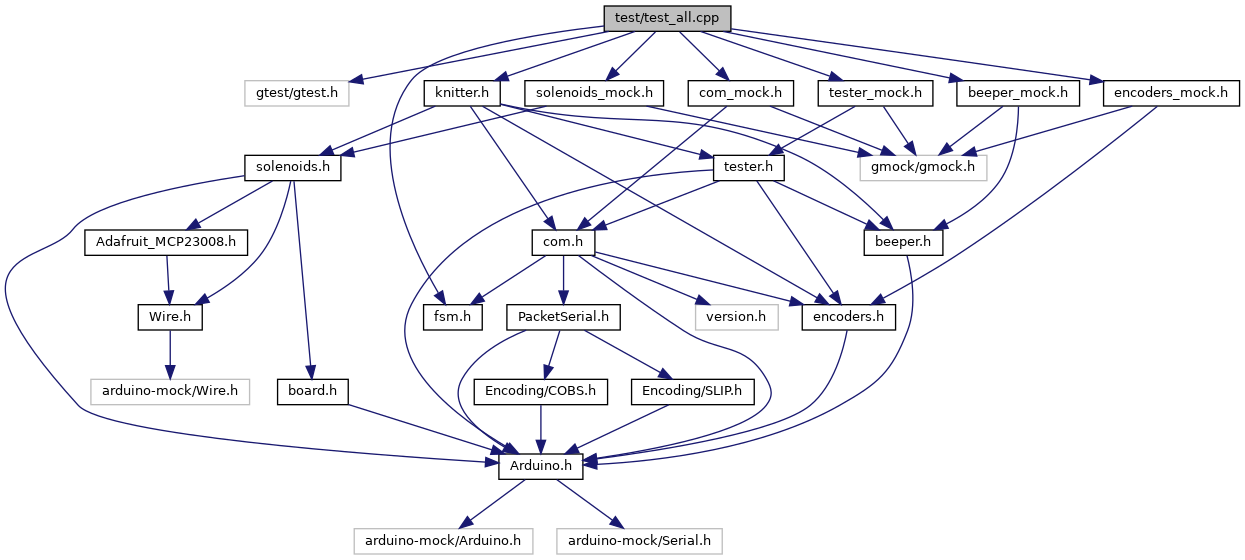 test/test_all.cpp
gtest/gtest.h
knitter.h
solenoids_mock.h
com_mock.h
tester_mock.h
beeper_mock.h
encoders_mock.h
solenoids.h
tester.h
gmock/gmock.h
Adafruit_MCP23008.h
com.h
beeper.h
Wire.h
fsm.h
PacketSerial.h
version.h
encoders.h
arduino-mock/Wire.h
board.h
Encoding/COBS.h
Encoding/SLIP.h
Arduino.h
arduino-mock/Arduino.h
arduino-mock/Serial.h